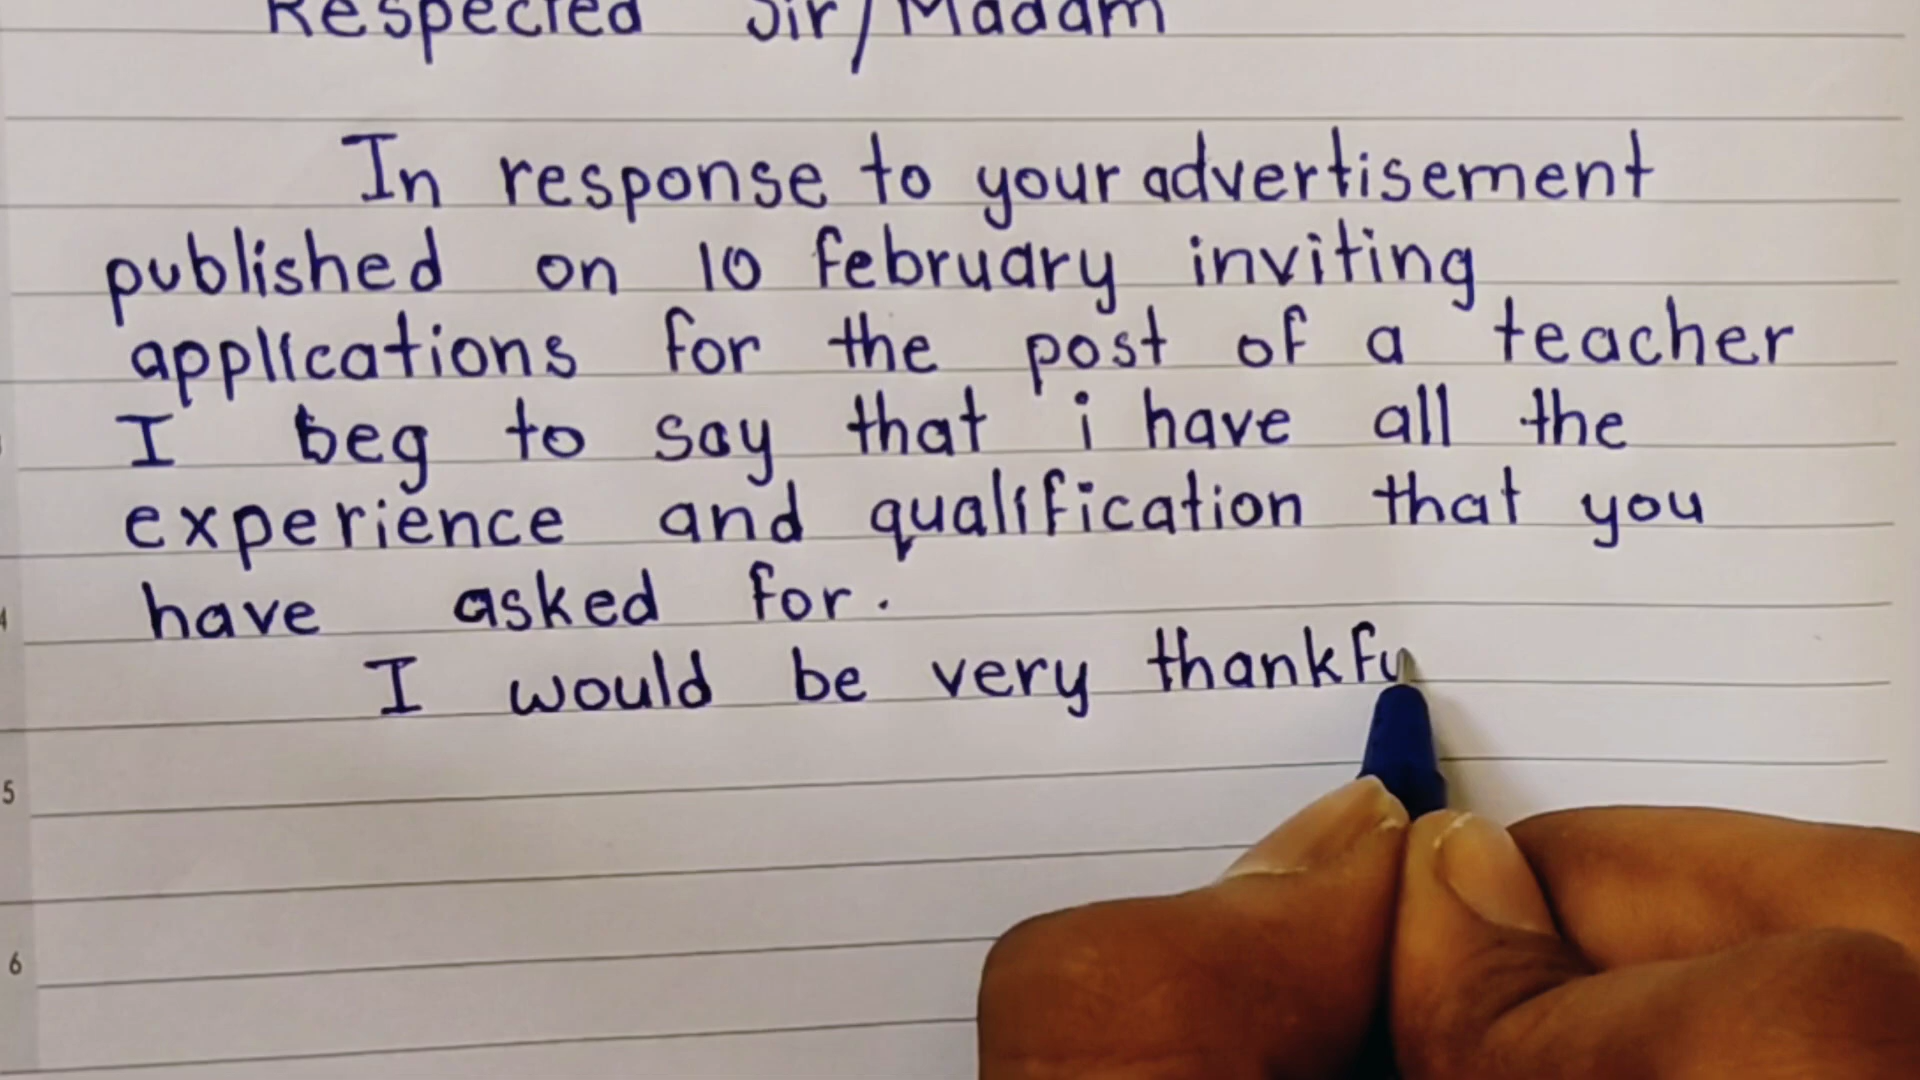 Respected Sir/Madam
In response to your advertisement
published on 10 february inviting
applications for the post of a teacher
I beg to say that i have all the
experience and qualification that you
have asked for.
I would be very thankfu
5
6